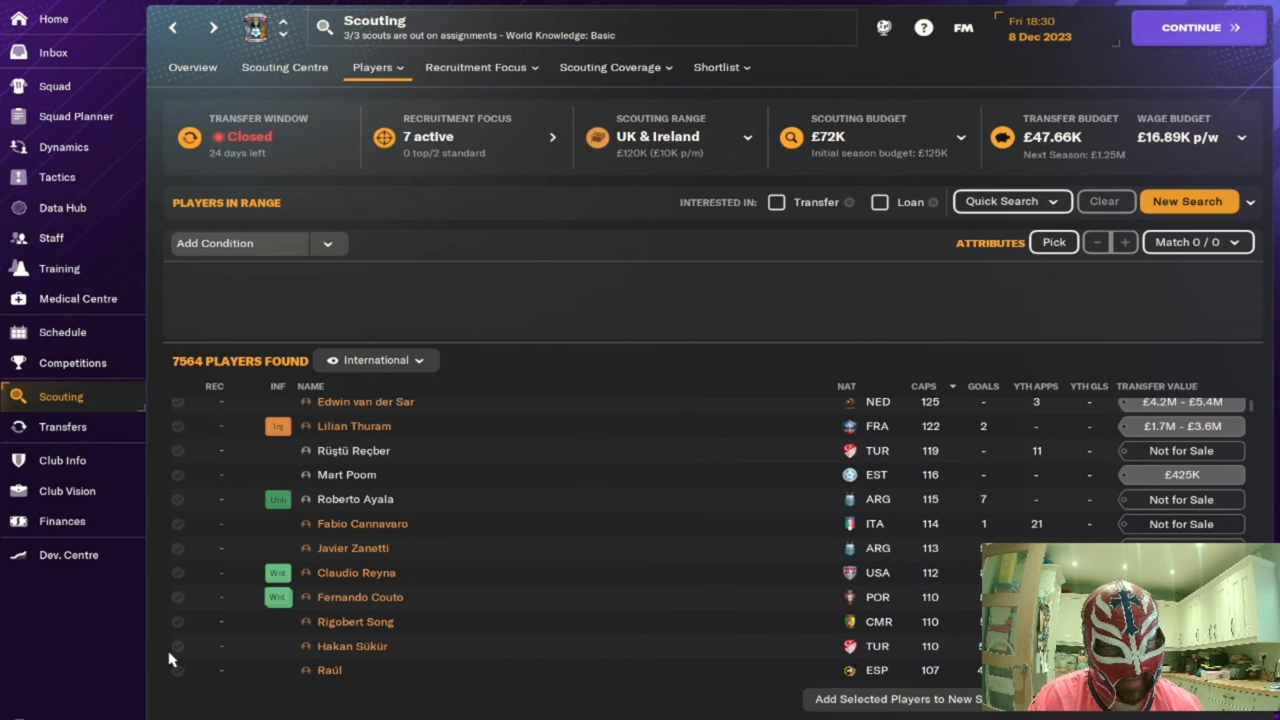 Home
Inbox
Squad
Squad Planner
Dynamics
Tactics
Data Hub
Staff
Training
Medical Centre
Schedule
Competitions
Scouting
Transfers
Club Info
Club Vision
Finances
Dev. Centre
Scouting
3/3 scouts are out on assignments - World Knowledge: Basic
FM
Fri 18:30
8 Dec 2023
CONTINUE
Overview Scouting Centre Players Recruitment Focus Scouting Coverage Shortlist
TRANSFER WINDOW
Closed
24 days left
RECRUITMENT FOCUS
7 active
0 top/2 standard
SCOUTING RANGE
UK & Ireland
£120K (£10K p/m)
SCOUTING BUDGET
£72K
Initial season budget: £125K
TRANSFER BUDGET
£47.66K
Next Season: £1.25M
WAGE BUDGET
£16.89K p/w
PLAYERS IN RANGE INTERESTED IN: Transfer Loan Quick Search Clear New Search
Add Condition ATTRIBUTES Pick - + Match 0 / 0
7564 PLAYERS FOUND International
REC INF NAME NAT CAPS GOALS YTH APPS YTH GLS TRANSFER VALUE
- Edwin van der Sar NED 125 - 3 - £4.2M - £5.4M
- Inj Lilian Thuram FRA 122 2 - - £1.7M - £3.6M
- Rüştü Reçber TUR 119 - 11 - Not for Sale
- Mart Poom EST 116 - - - £425K
- Unh Roberto Ayala ARG 115 7 - - Not for Sale
- Fabio Cannavaro ITA 114 1 21 - Not for Sale
- Javier Zanetti ARG 113
- Wnt Claudio Reyna USA 112
- Wnt Fernando Couto POR 110
- Rigobert Song CMR 110
- Hakan Sükür TUR 110
- Raúl ESP 107
Add Selected Players to New S